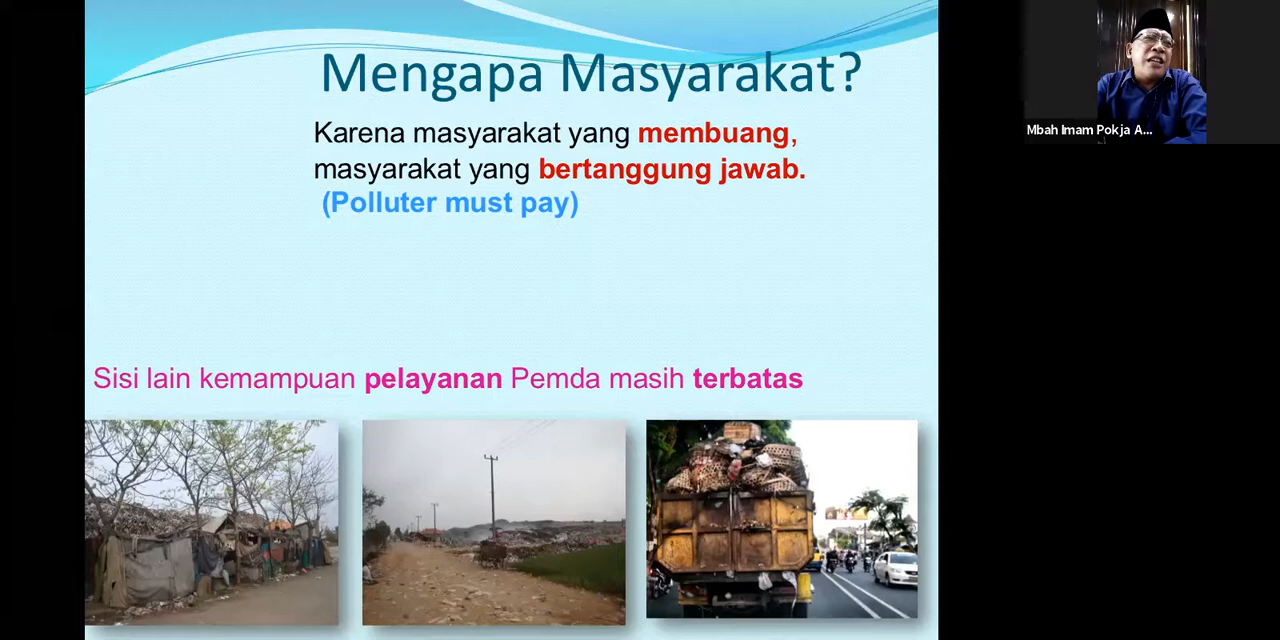 Mengapa Masyarakat?
Karena masyarakat yang membuang,
masyarakat yang bertanggung jawab.
(Polluter must pay)
Sisi lain kemampuan pelayanan Pemda masih terbatas
Mbah Imam Pokja A...